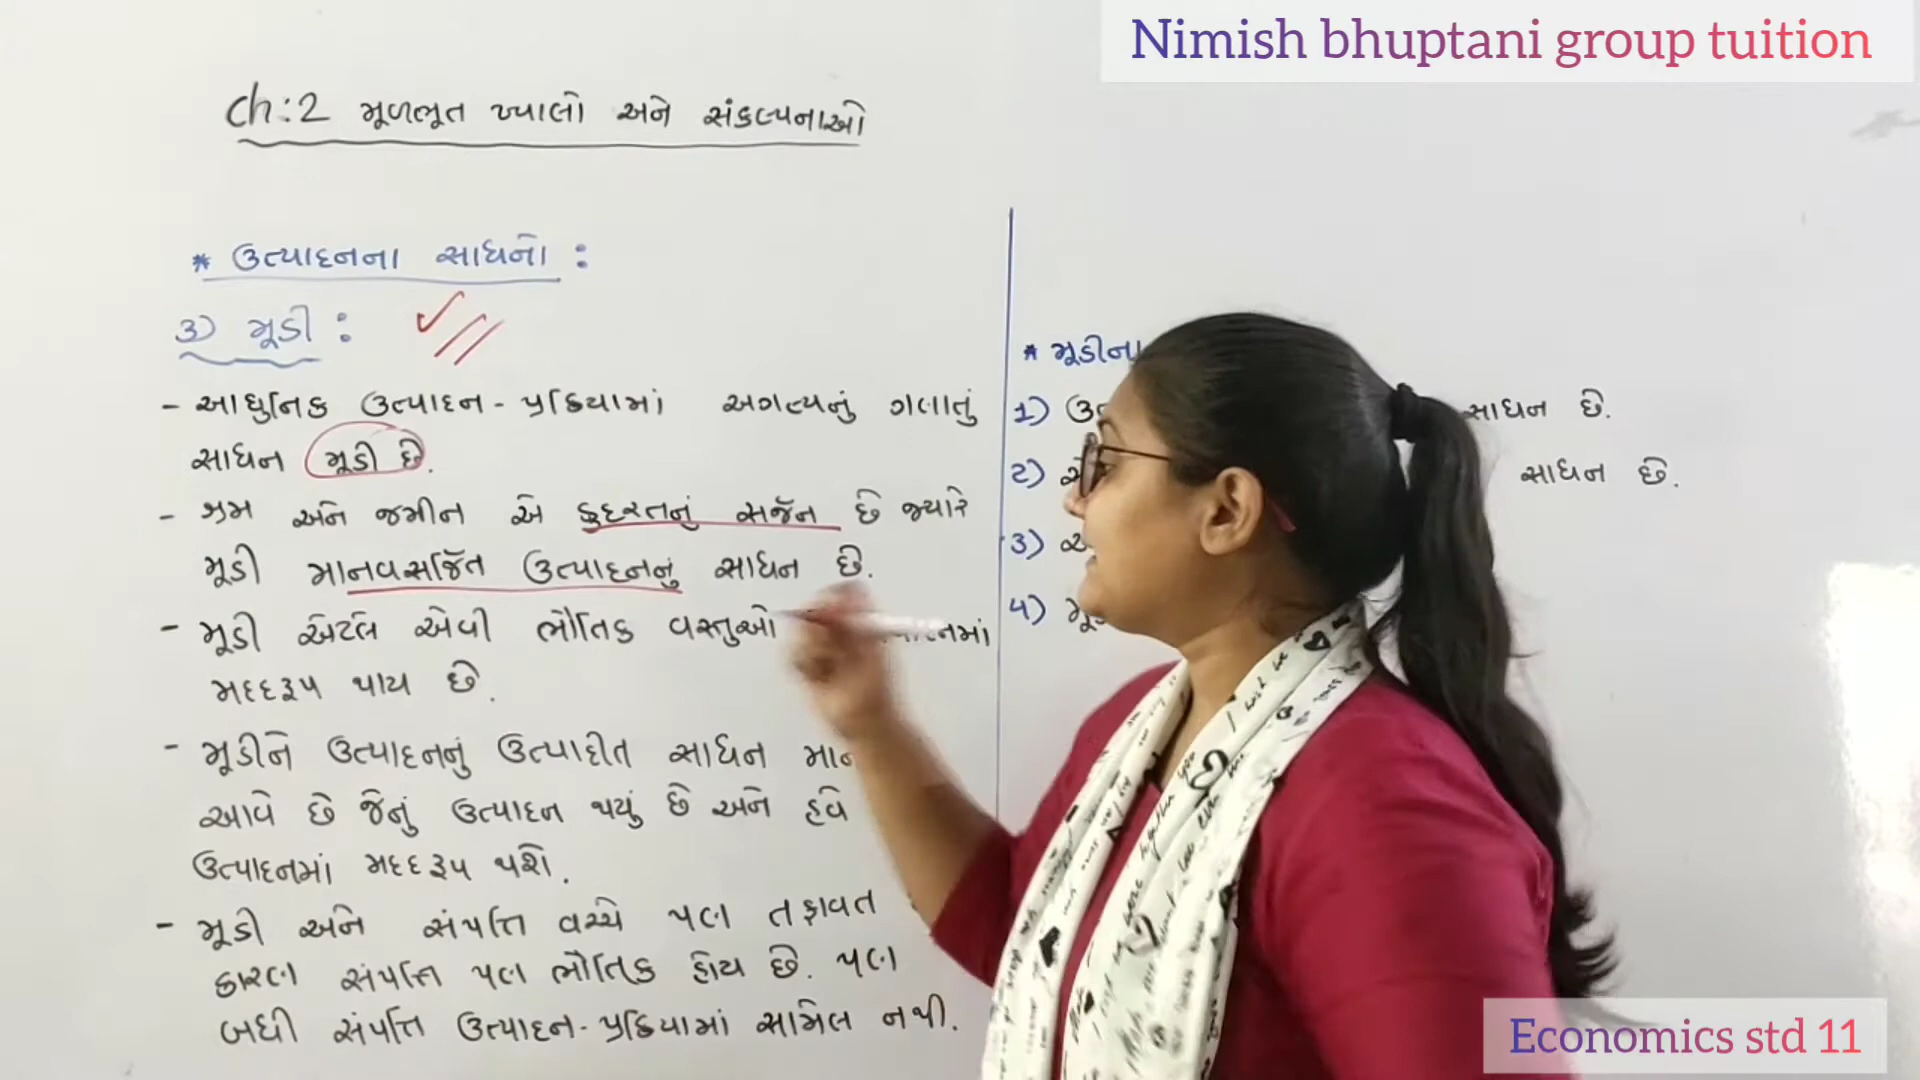 Nimish bhuptani group tuition
ch:2 મૂળભૂત ખ્યાલો અને સંકલ્પનાઓ
* ઉત્પાદનના સાધનો :
૩) મૂડી :
- આધુનિક ઉત્પાદન - પ્રક્રિયામાં અગત્યનું ગણાતું
સાધન મૂડી છે.
- શ્રમ અને જમીન એ કુદરતનું સર્જન છે જ્યારે
મૂડી માનવસર્જિત ઉત્પાદનનું સાધન છે.
- મૂડી એટલે એવી ભૌતિક વસ્તુઓ
મદદરૂપ થાય છે.
- મૂડીને ઉત્પાદનનું ઉત્પાદીત સાધન
આવે છે જેનું ઉત્પાદન થયું છે અને હવે
ઉત્પાદનમાં મદદરૂપ થશે.
- મૂડી અને સંપત્તિ વચ્ચે પણ તફાવત
કારણ સંપત્તિ પણ ભૌતિક હોય છે. પણ
બધી સંપત્તિ ઉત્પાદન - પ્રક્રિયામાં સામેલ નથી.
* મૂડીના
1) સાધન છે.
2) સાધન છે.
3)
4)
Economics std 11